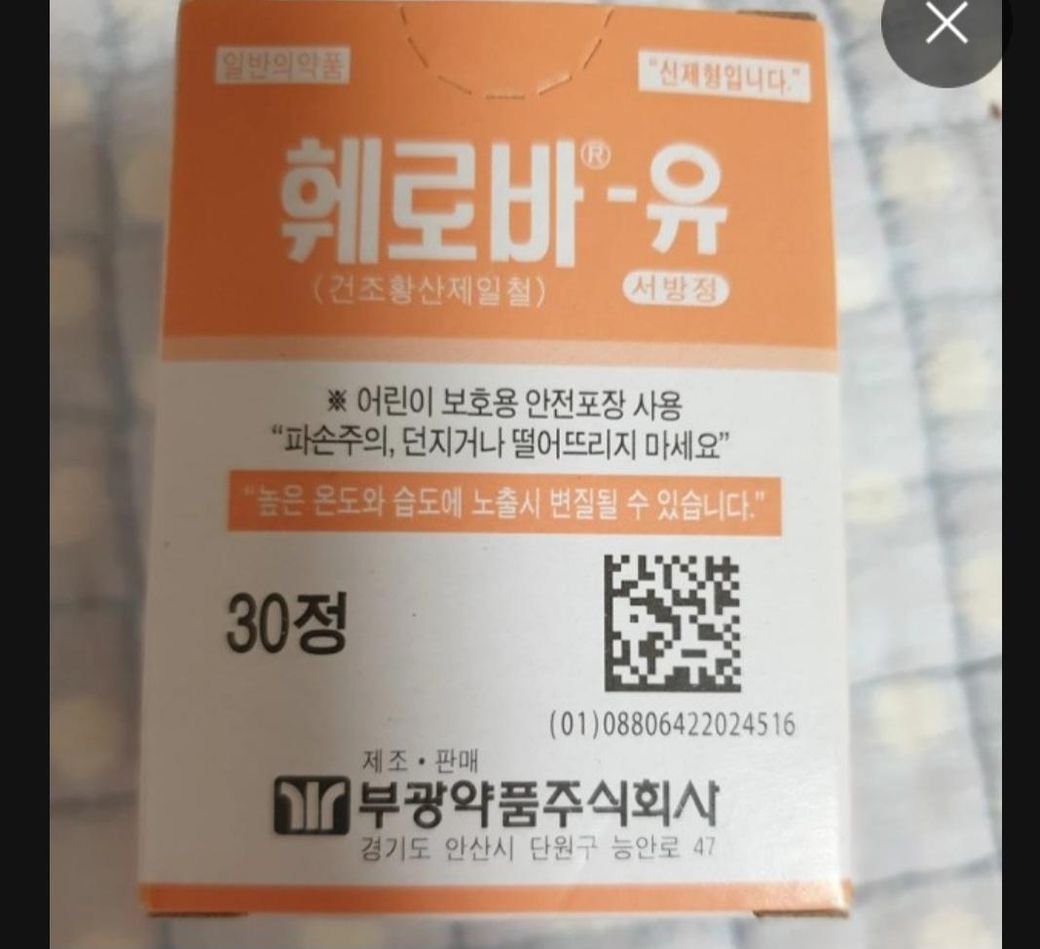 일반의약품
"신제형입니다."
훼로바®-유
(건조황산제일철)
서방정
※ 어린이 보호용 안전포장 사용
“파손주의, 던지거나 떨어뜨리지 마세요”
"높은 온도와 습도에 노출시 변질될 수 있습니다."
30정
(01)08806422024516
제조・판매
부광약품주식회사
경기도 안산시 단원구 능안로 47